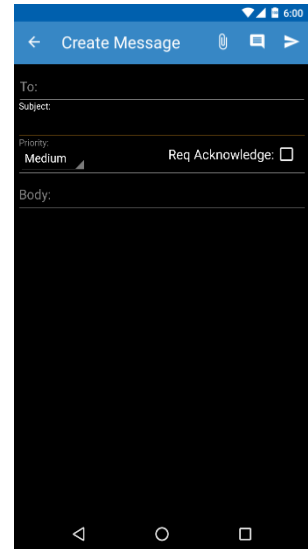 6:00
Create Message
To:
Subject:
Priority:
Medium
Req Acknowledge:
Body: